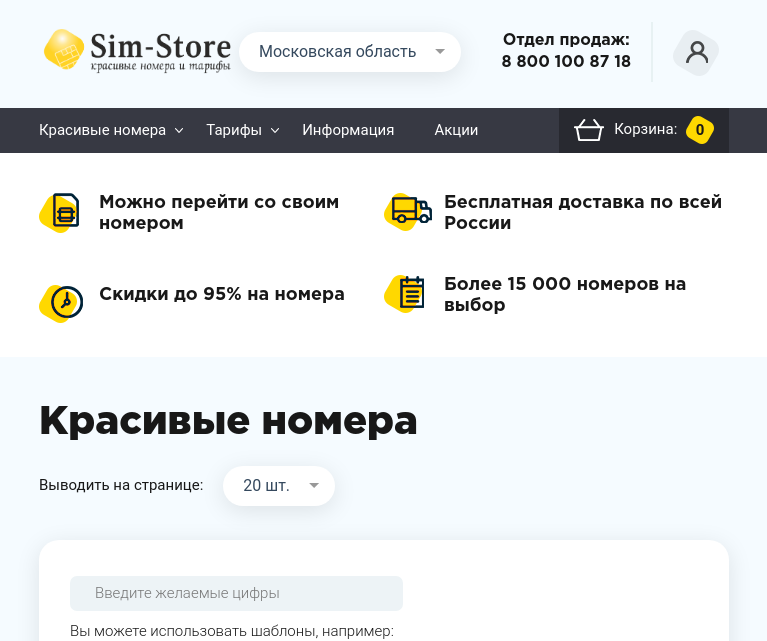 Sim-Store
красивые номера и тарифы
Московская область
Отдел продаж:
8 800 100 87 18
Красивые номера
Тарифы
Информация
Акции
Корзина:
0
Можно перейти со своим
номером
Бесплатная доставка по всей
России
Скидки до 95% на номера
Более 15 000 номеров на
выбор
Красивые номера
Выводить на странице:
20 шт.
Введите желаемые цифры
Вы можете использовать шаблоны, например: